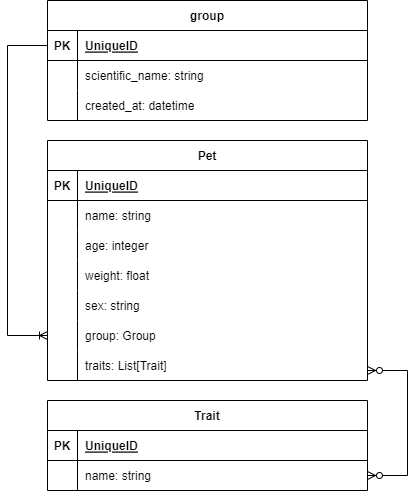 group
PK UniqueID
scientific_name: string
created_at: datetime
Pet
PK UniqueID
name: string
age: integer
weight: float
sex: string
group: Group
traits: List[Trait]
Trait
PK UniqueID
name: string